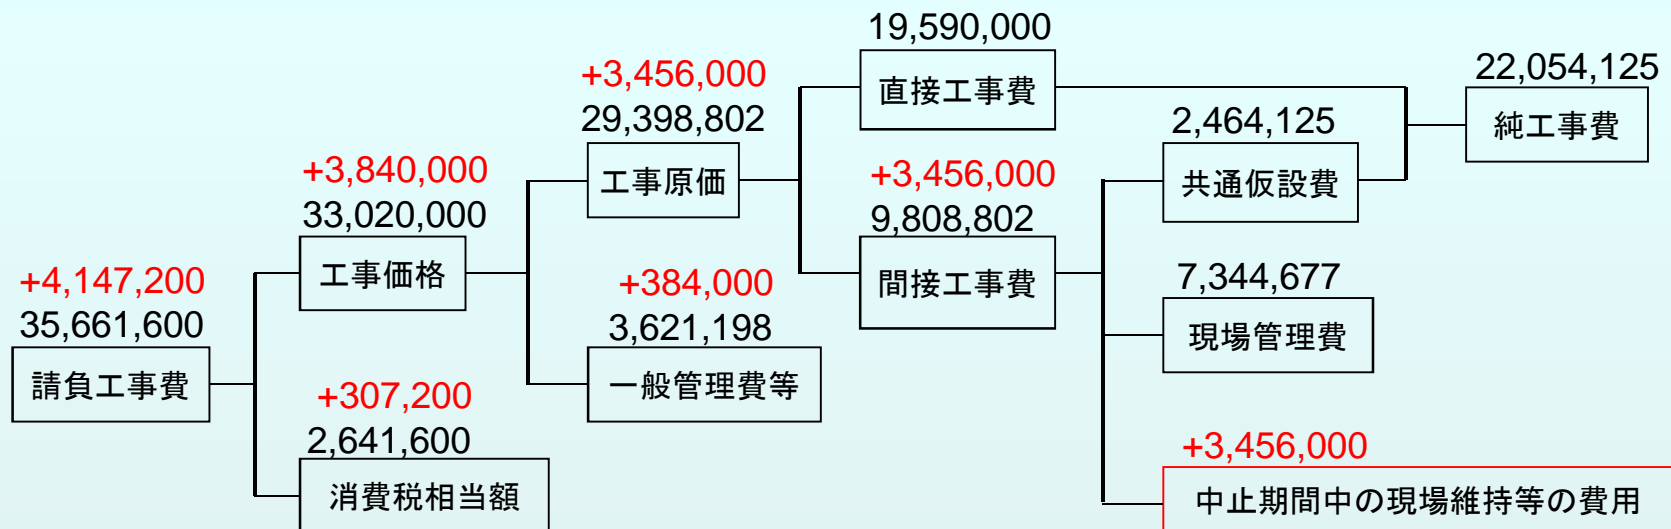 19,590,000
直接工事費
22,054,125
純工事費
+3,456,000
29,398,802
工事原価
2,464,125
共通仮設費
+3,840,000
33,020,000
工事価格
+3,456,000
9,808,802
間接工事費
+4,147,200
35,661,600
請負工事費
+384,000
3,621,198
一般管理費等
7,344,677
現場管理費
+307,200
2,641,600
消費税相当額
+3,456,000
中止期間中の現場維持等の費用